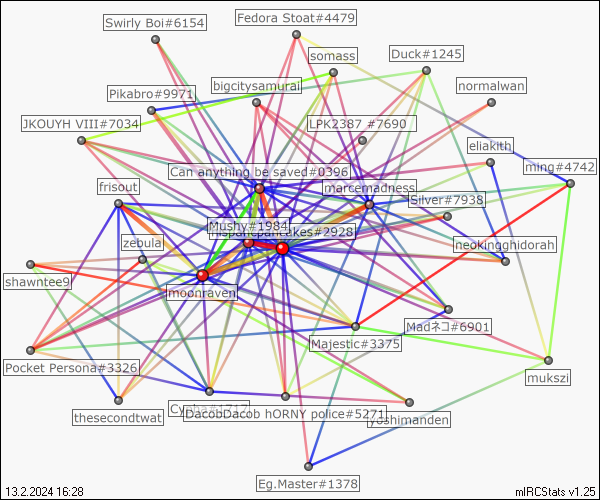 Fedora Stoat#4479
Swirly Boi#6154
Duck#1245
somass
bigcitysamurai
normalwan
Pikabro#9971
JKOUYH VIII#7034
LPK2387 #7690
eliakith
ming#4742
Can anything be saved#0396
marcemadness
frisout
Silver#7938
Mushy#1984
pancakes#2928
zebula
neokingghidorah
shawntee9
moonraven
Madネコ#6901
Majestic#3375
Pocket Persona#3326
mukszi
thesecondtwat
DacobDacob hORNY police#5271
yoshimanden
Eg.Master#1378
13.2.2024 16:28
mIRCStats v1.25